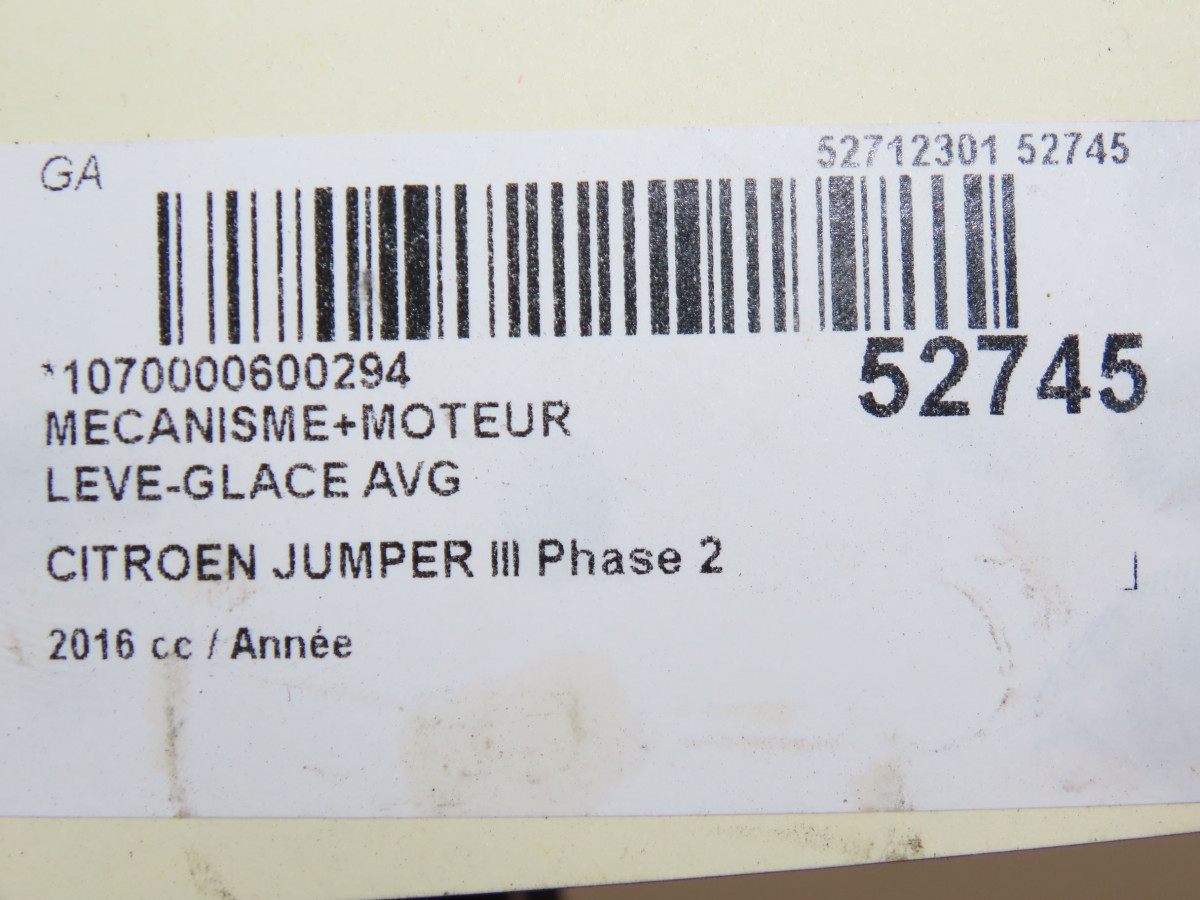 GA
52712301 52745
*1070000600294
52745
MECANISME+MOTEUR
LEVE-GLACE AVG
CITROEN JUMPER III Phase 2
2016 cc / Année